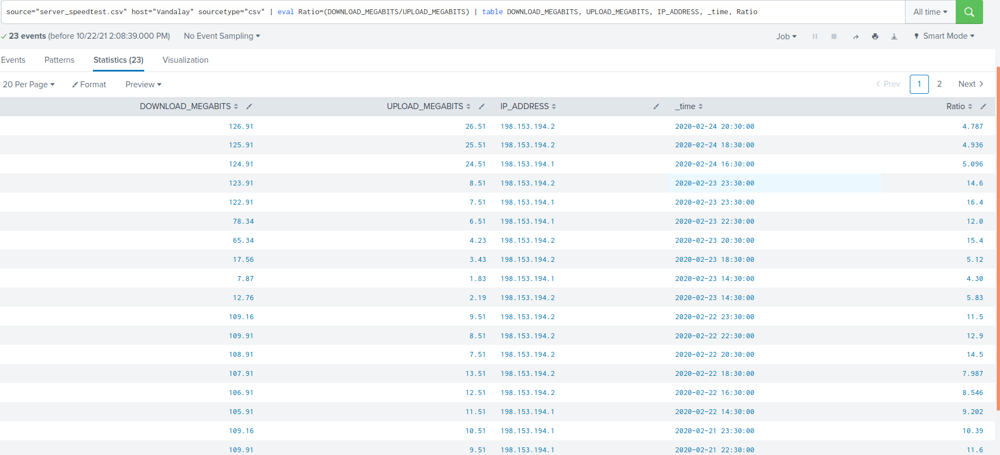 source="server_speedtest.csv" host="Vandalay" sourcetype="csv" | eval Ratio=(DOWNLOAD_MEGABITS/UPLOAD_MEGABITS) | table DOWNLOAD_MEGABITS, UPLOAD_MEGABITS, IP_ADDRESS, _time, Ratio All time
23 events (before 10/22/21 2:08:39.000 PM) No Event Sampling Job Smart Mode
Events Patterns Statistics (23) Visualization
20 Per Page Format Preview Prev 1 2 Next
DOWNLOAD_MEGABITS UPLOAD_MEGABITS IP_ADDRESS _time Ratio
126.91 26.51 198.153.194.2 2020-02-24 20:30:00 4.787
125.91 25.51 198.153.194.2 2020-02-24 18:30:00 4.936
124.91 24.51 198.153.194.1 2020-02-24 16:30:00 5.096
123.91 8.51 198.153.194.2 2020-02-23 23:30:00 14.6
122.91 7.51 198.153.194.1 2020-02-23 23:30:00 16.4
78.34 6.51 198.153.194.1 2020-02-23 22:30:00 12.0
65.34 4.23 198.153.194.2 2020-02-23 20:30:00 15.4
17.56 3.43 198.153.194.2 2020-02-23 18:30:00 5.12
7.87 1.83 198.153.194.1 2020-02-23 14:30:00 4.30
12.76 2.19 198.153.194.2 2020-02-23 14:30:00 5.83
109.16 9.51 198.153.194.2 2020-02-22 23:30:00 11.5
109.91 8.51 198.153.194.2 2020-02-22 22:30:00 12.9
108.91 7.51 198.153.194.2 2020-02-22 20:30:00 14.5
107.91 13.51 198.153.194.2 2020-02-22 18:30:00 7.987
106.91 12.51 198.153.194.2 2020-02-22 16:30:00 8.546
105.91 11.51 198.153.194.1 2020-02-22 14:30:00 9.202
109.16 10.51 198.153.194.1 2020-02-21 23:30:00 10.39
109.91 9.51 198.153.194.1 2020-02-21 22:30:00 11.6